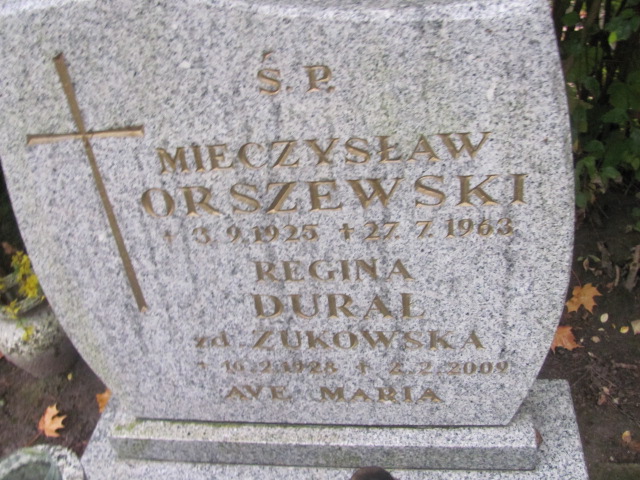 Ś.P.
MIECZYSŁAW
ORSZEWSKI
* 3.9.1925 ✝ 27.7.1963
REGINA
DURAŁ
zd. ŻUKOWSKA
* 16.2.1928 ✝ 2.2.2009
AVE MARIA